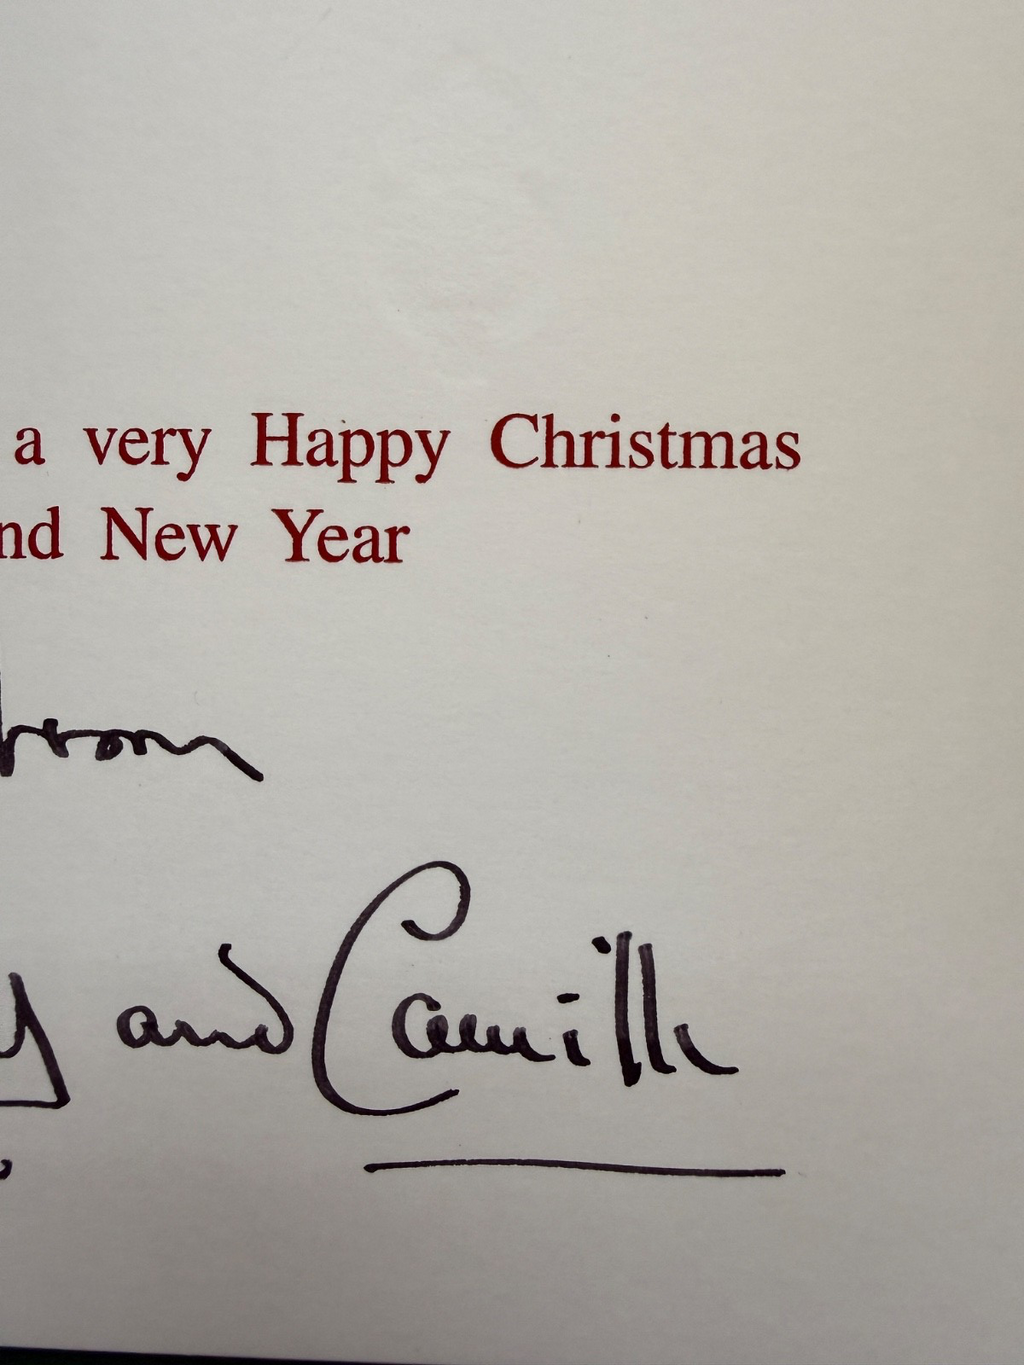 a very Happy Christmas
nd New Year
from
and Camilla